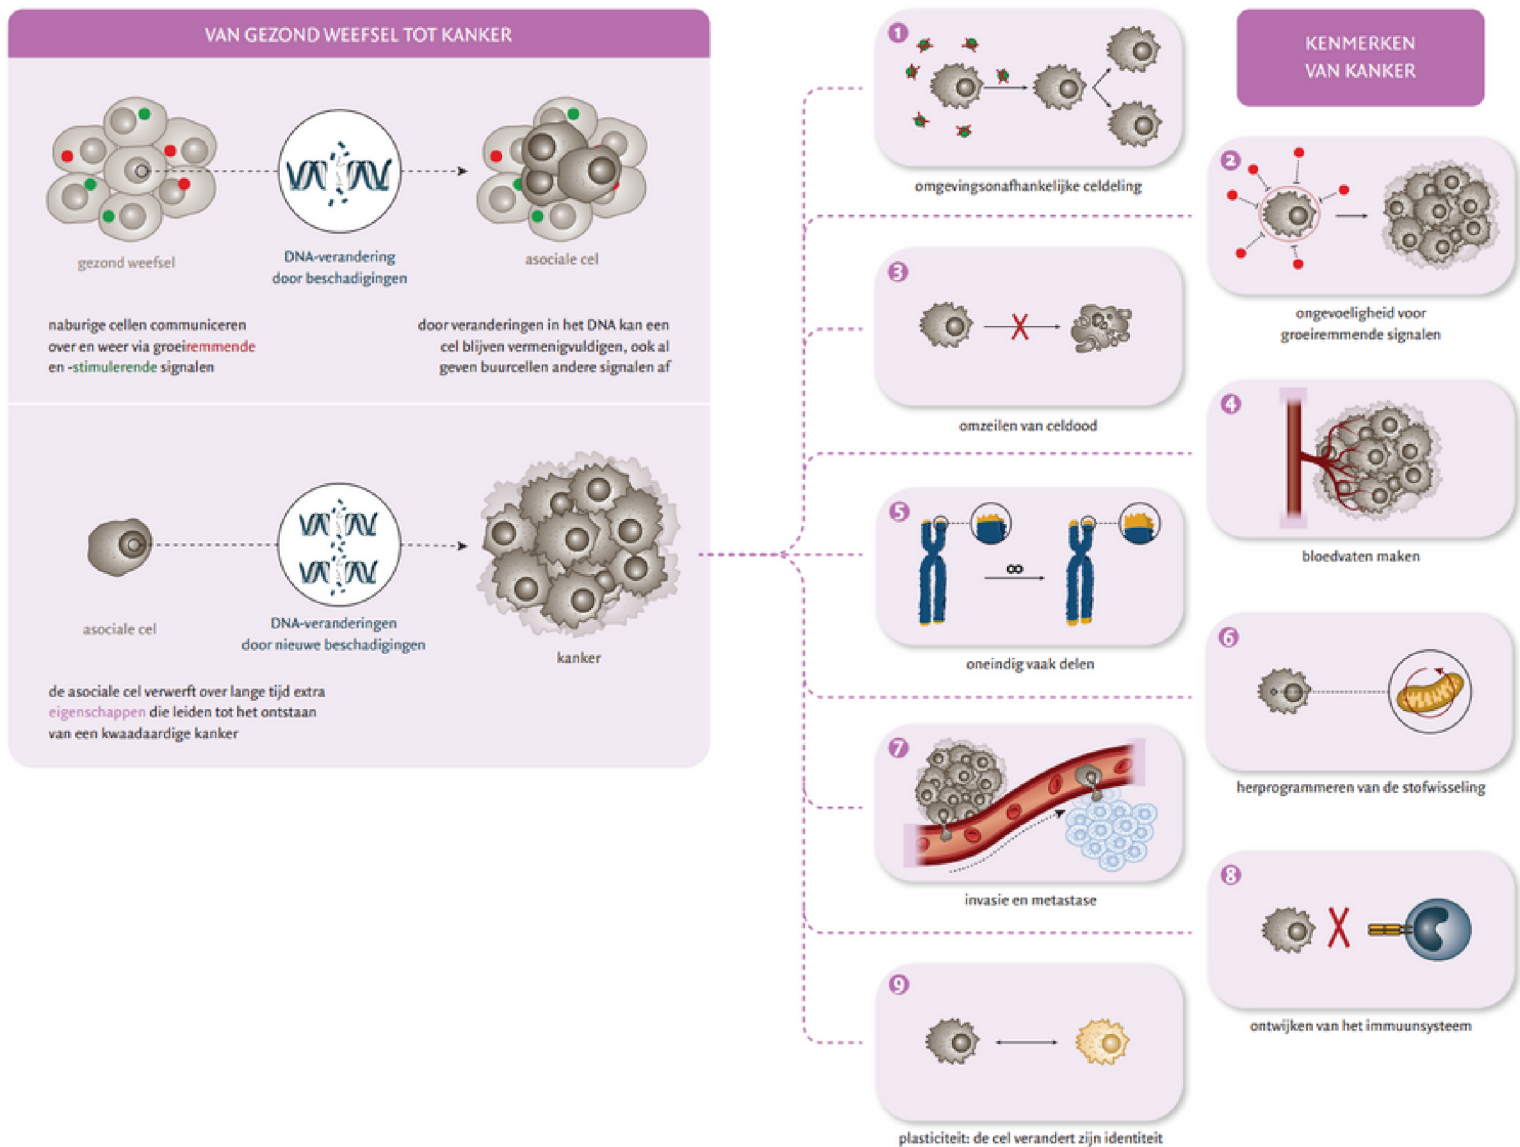 VAN GEZOND WEEFSEL TOT KANKER
gezond weefsel
DNA-verandering
door beschadigingen
asociale cel
naburige cellen communiceren
over en weer via groeiremmende
en -stimulerende signalen
door veranderingen in het DNA kan een
cel blijven vermenigvuldigen, ook al
geven buurcellen andere signalen af
asociale cel
DNA-veranderingen
door nieuwe beschadigingen
kanker
de asociale cel verwerft over lange tijd extra
eigenschappen die leiden tot het ontstaan
van een kwaadaardige kanker
KENMERKEN
VAN KANKER
1
omgevingsonafhankelijke celdeling
2
ongevoeligheid voor
groeiremmende signalen
3
omzeilen van celdood
4
bloedvaten maken
5
∞
oneindig vaak delen
6
herprogrammeren van de stofwisseling
7
invasie en metastase
8
ontwijken van het immuunsysteem
9
plasticiteit: de cel verandert zijn identiteit